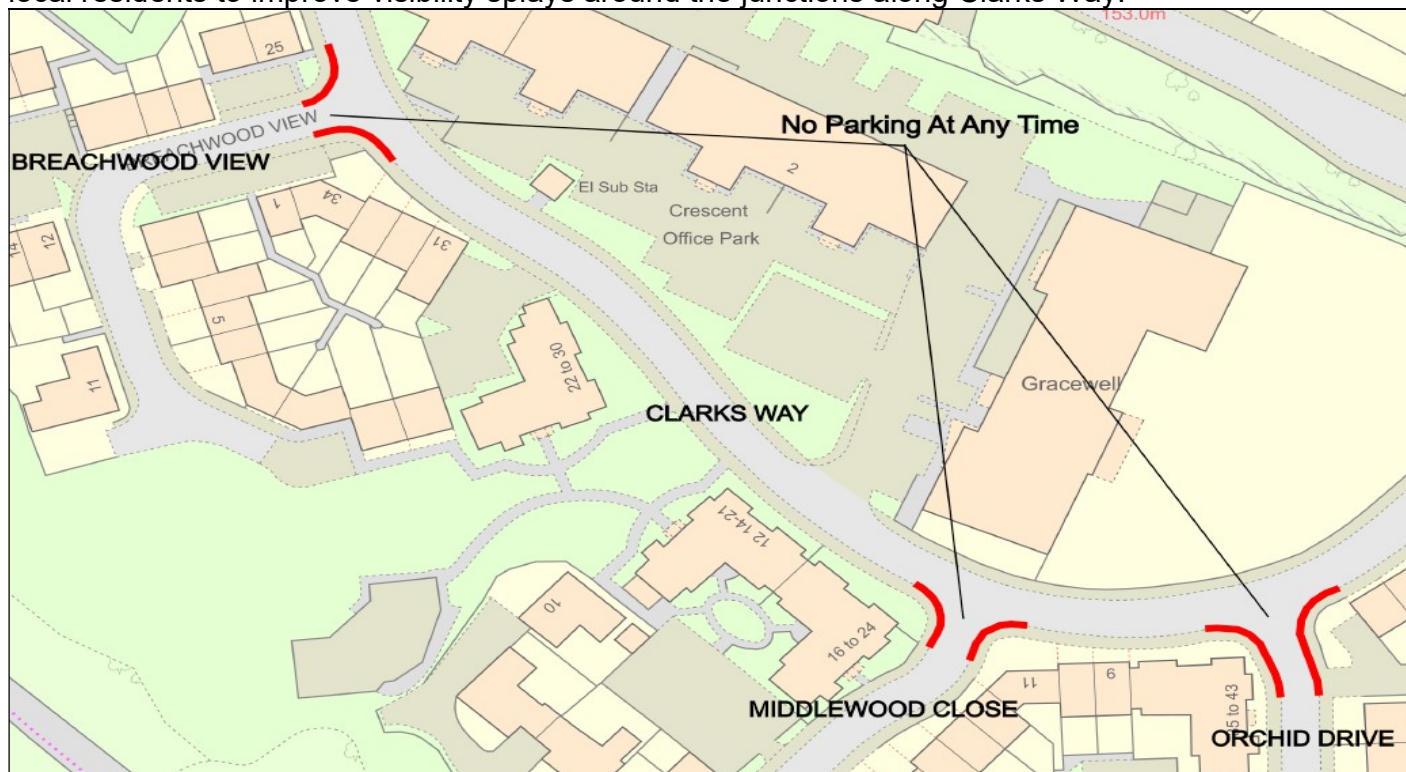 local residents to improve visibility splays around the junctions along Clarks Way.
153.0m
25
No Parking At Any Time
BREACHWOOD VIEW
BREACHWOOD VIEW
El Sub Sta
2
Crescent
Office Park
1
34
31
12
14
5
11
22 to 30
Gracewell
CLARKS WAY
12 14-21
10
16 to 24
11
9
MIDDLEWOOD CLOSE
ORCHID DRIVE